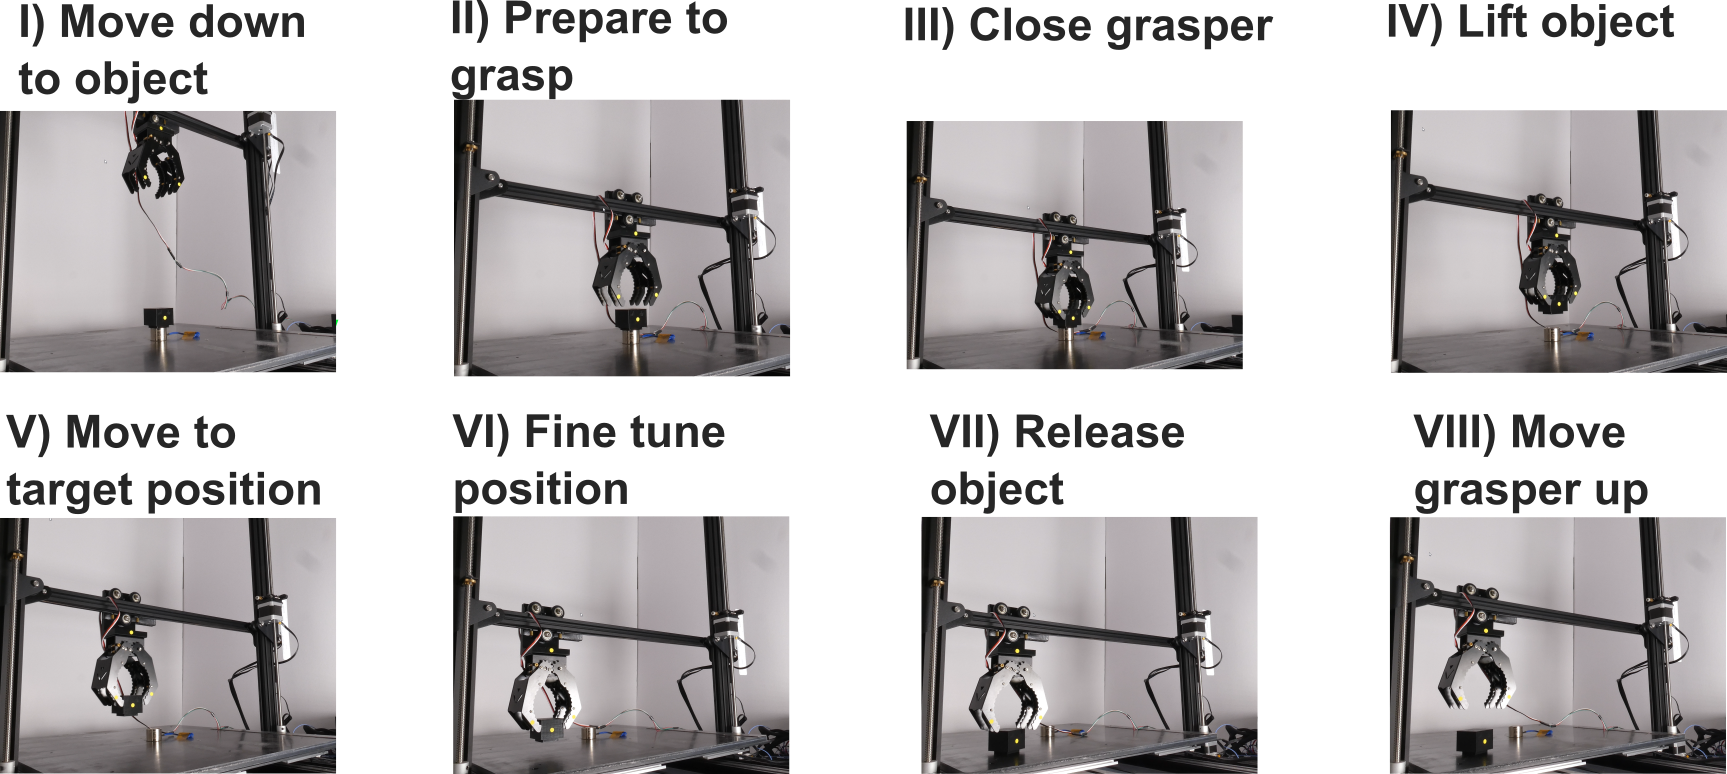 I) Move down
to object
II) Prepare to
grasp
III) Close grasper
IV) Lift object
V) Move to
target position
VI) Fine tune
position
VII) Release
object
VIII) Move
grasper up